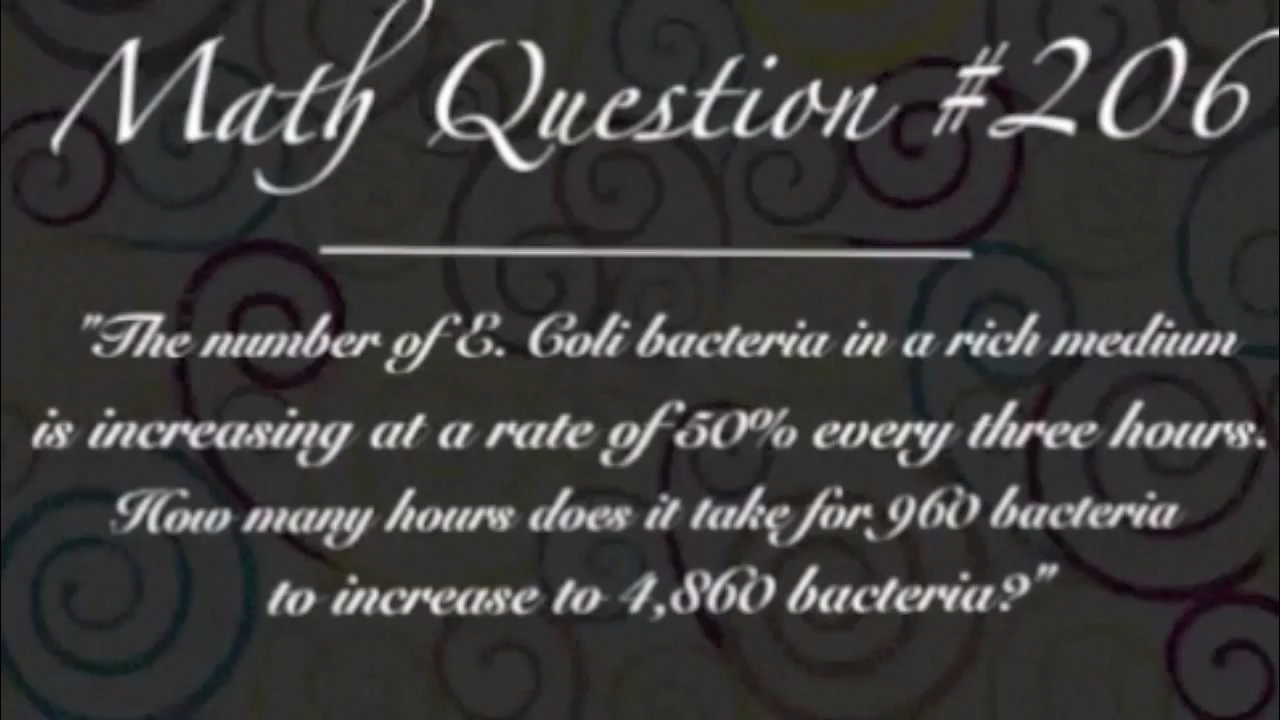 Math Question #206
"The number of E. Coli bacteria in a rich medium
is increasing at a rate of 50% every three hours.
How many hours does it take for 960 bacteria
to increase to 4,860 bacteria?"